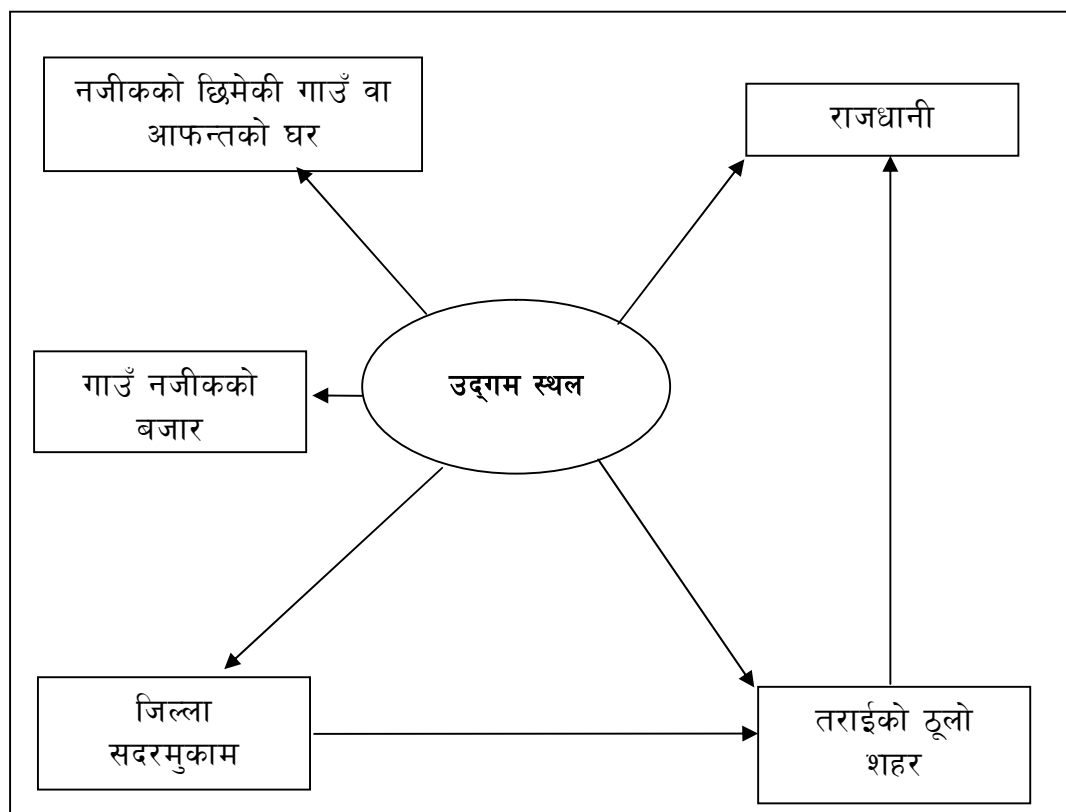 नजीकको छिमेकी गाउँ वा
आफन्तको घर
राजधानी
गाउँ नजीकको
बजार
उद्‌गम स्थल
जिल्ला
सदरमुकाम
तराईको ठूलो
शहर